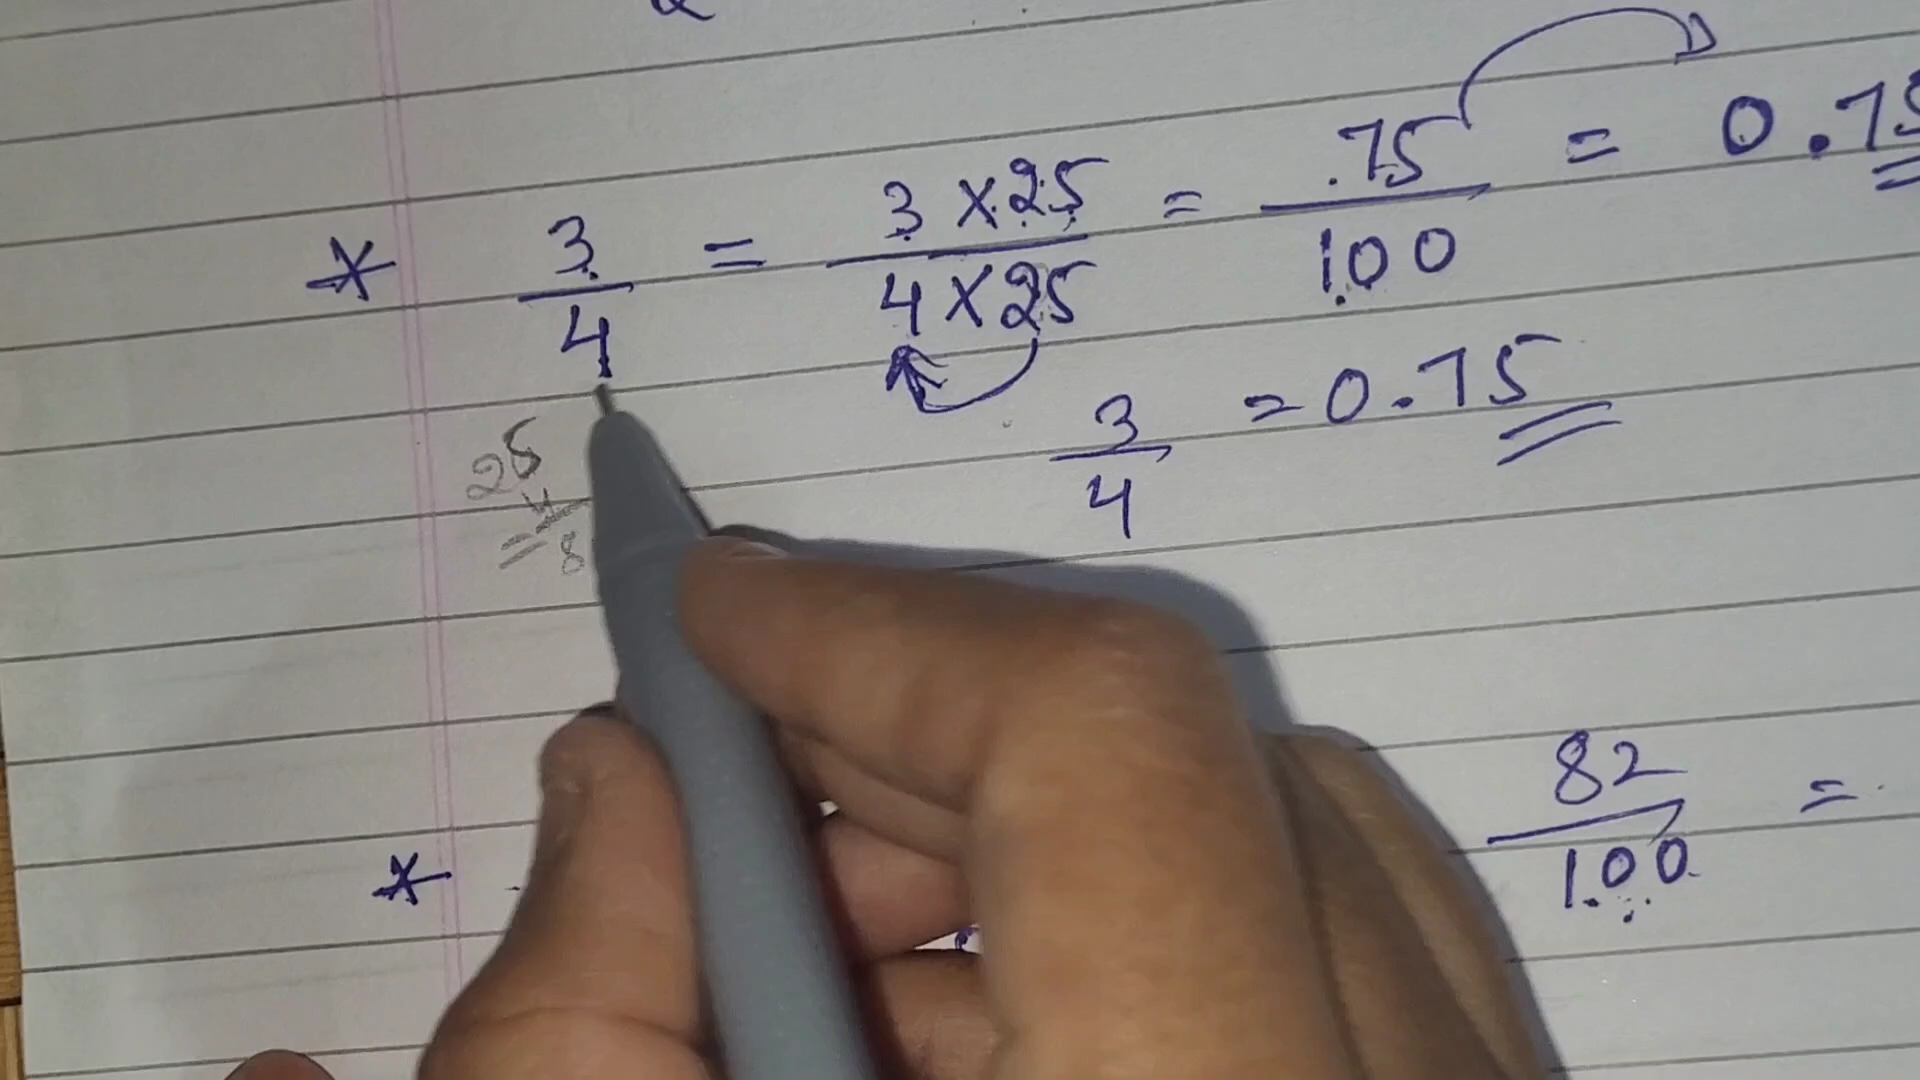 * 3/4 = 3 x 25 / 4 x 25 = .75 / 100 = 0.75
3/4 = 0.75
25
82/100 =
*